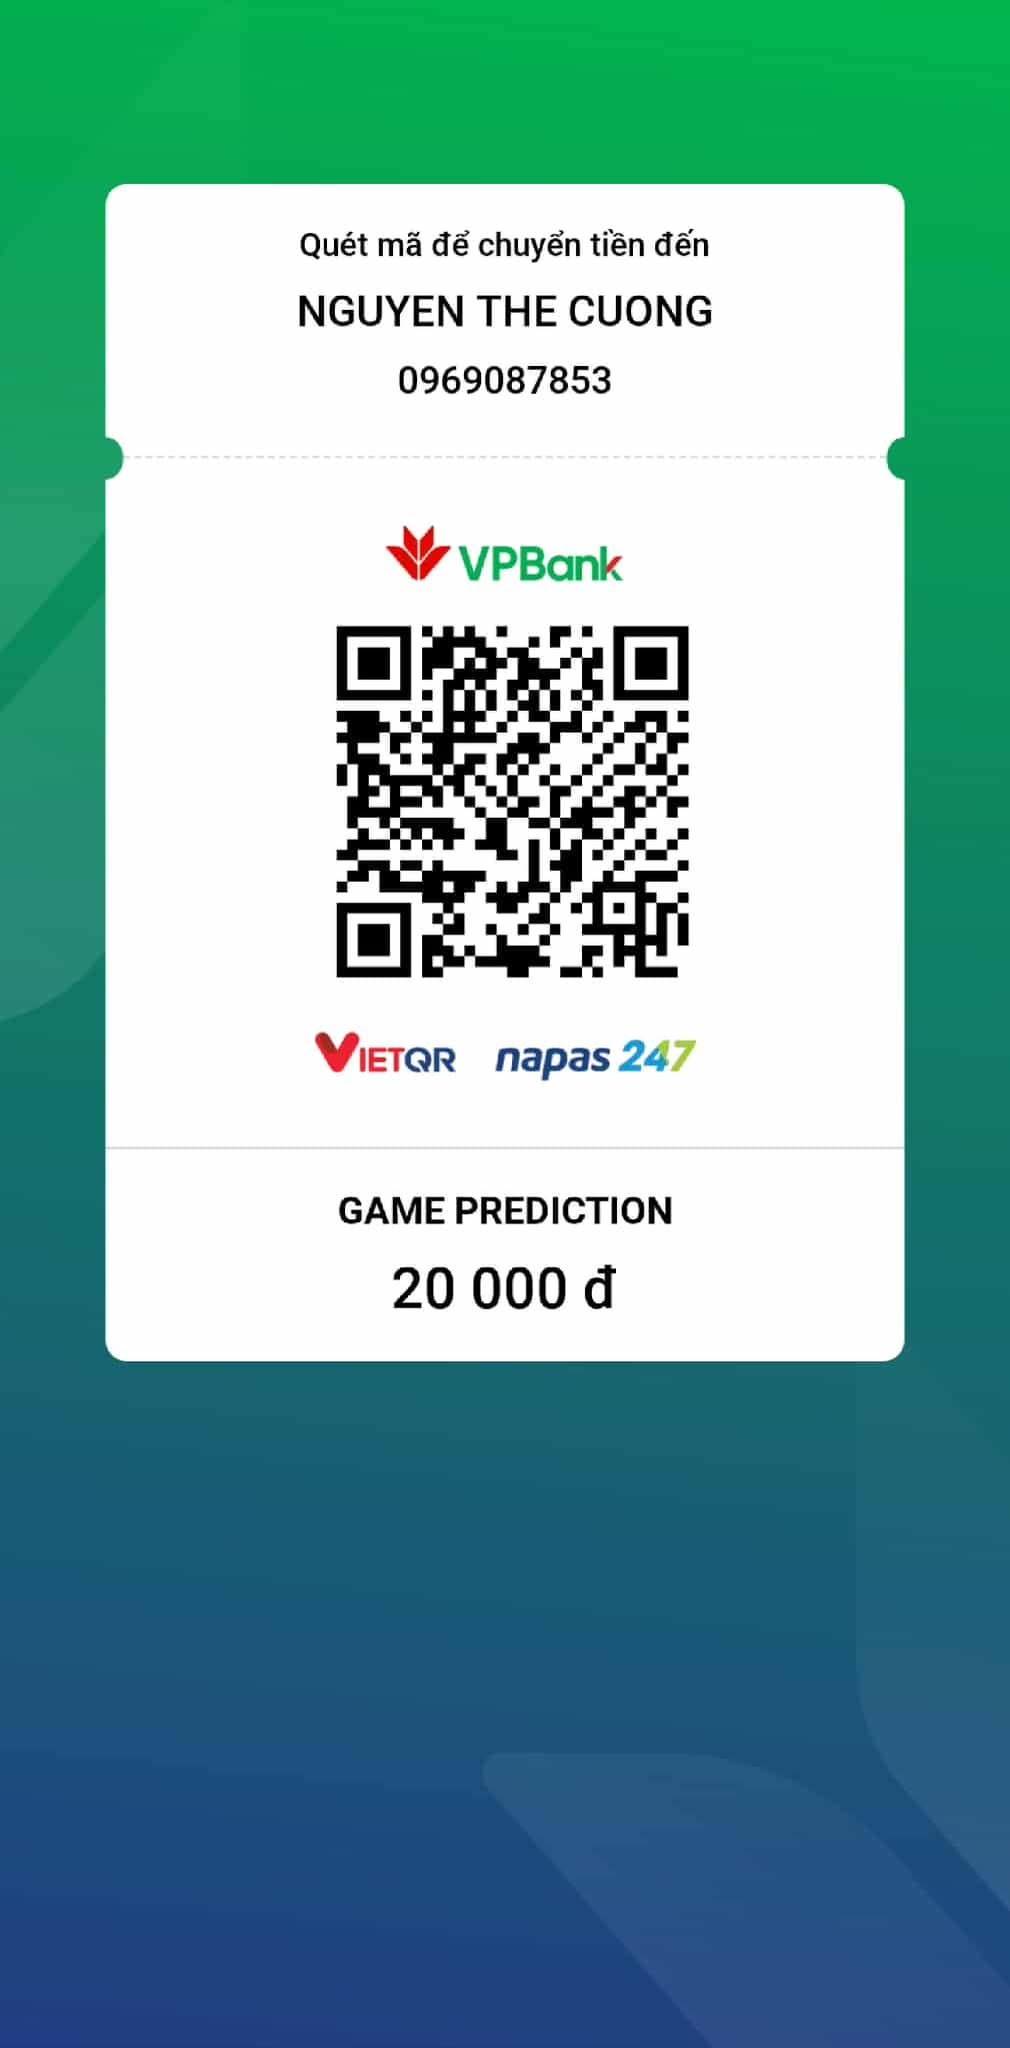 Quét mã để chuyển tiền đến
NGUYEN THE CUONG
0969087853
VPBank
VIETQR napas 247
GAME PREDICTION
20 000 đ